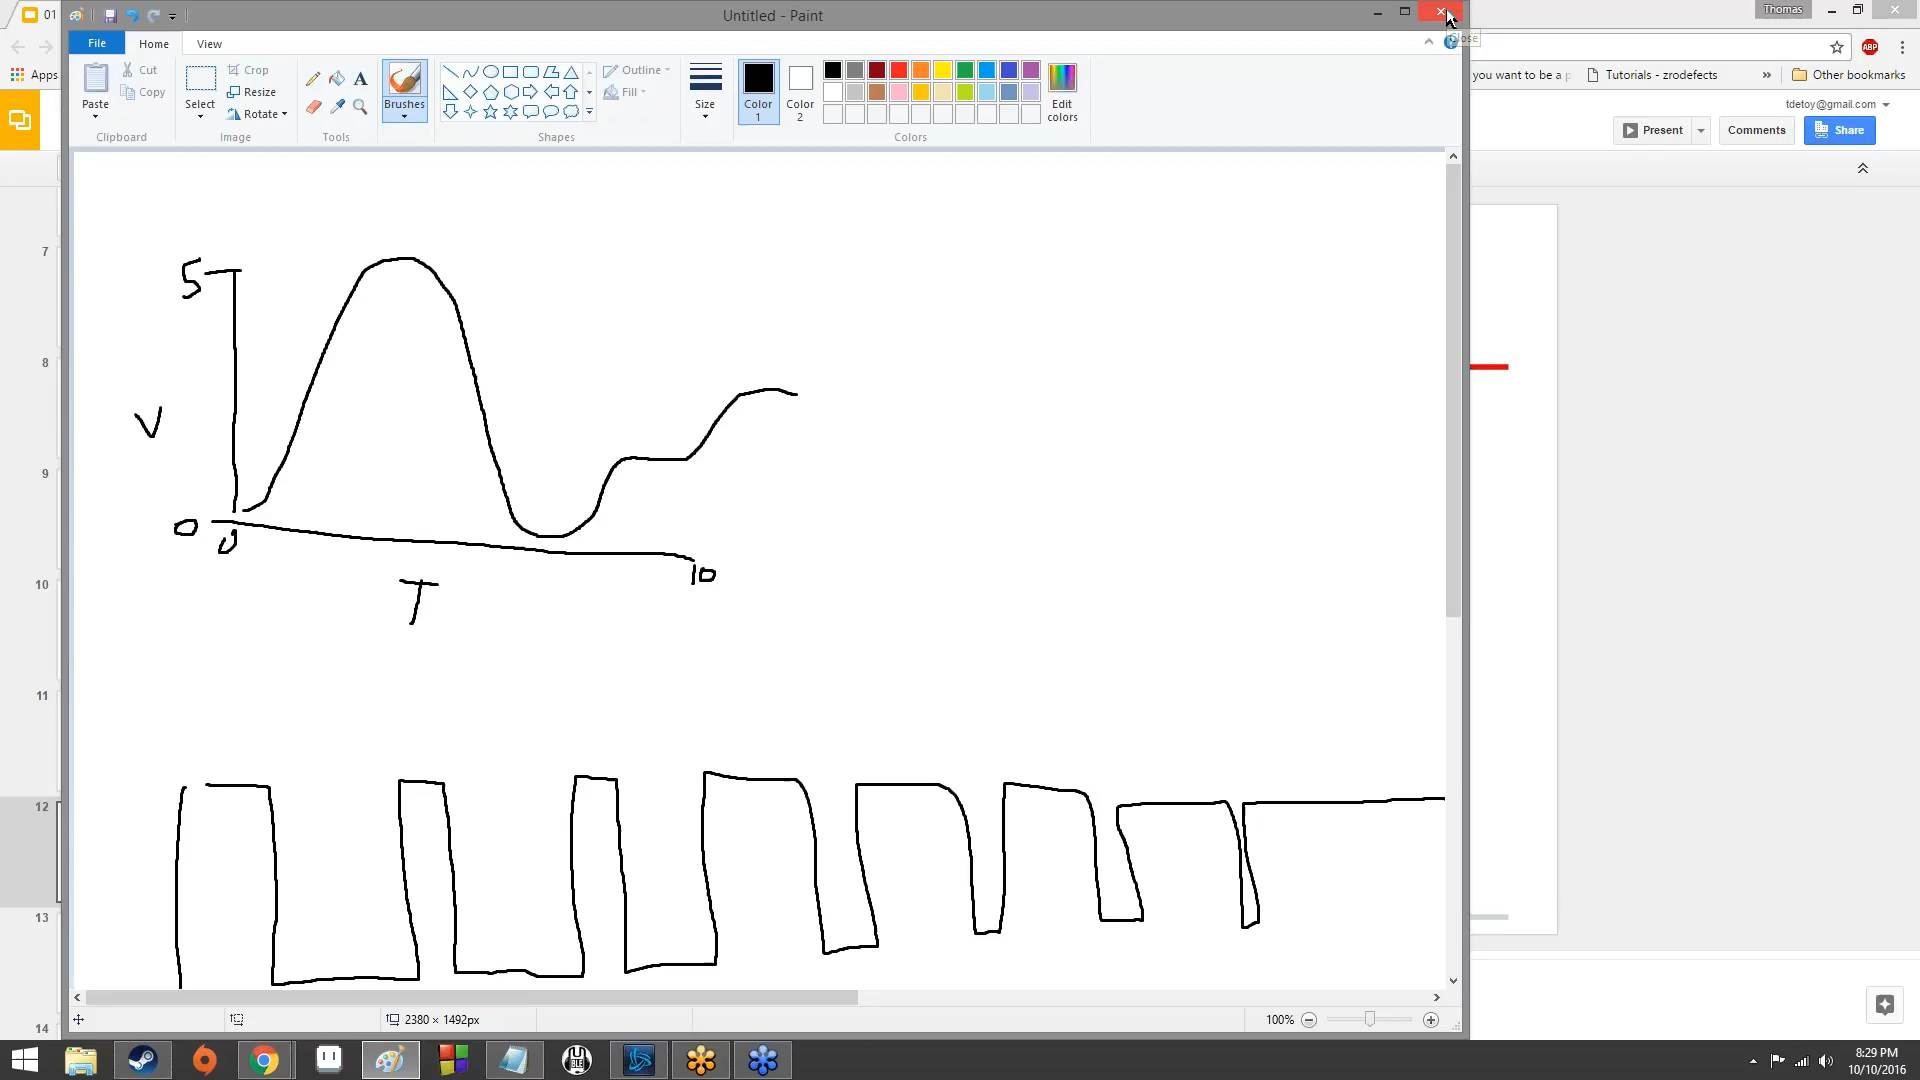 01
Untitled - Paint
Thomas
Close
File Home View
Apps
you want to be a p
Tutorials - zrodefects
»
Other bookmarks
ABP
Paste
Cut
Copy
Clipboard
Select
Crop
Resize
Rotate
Image
A
Tools
Brushes
Outline
Fill
Shapes
Size
Color
1
Color
2
Edit
colors
Colors
tdetoy@gmail.com
Present
Comments
Share
7
8
9
10
11
12
13
14
5
V
0
0
10
T
2380 × 1492px
100%
8:29 PM
10/10/2016